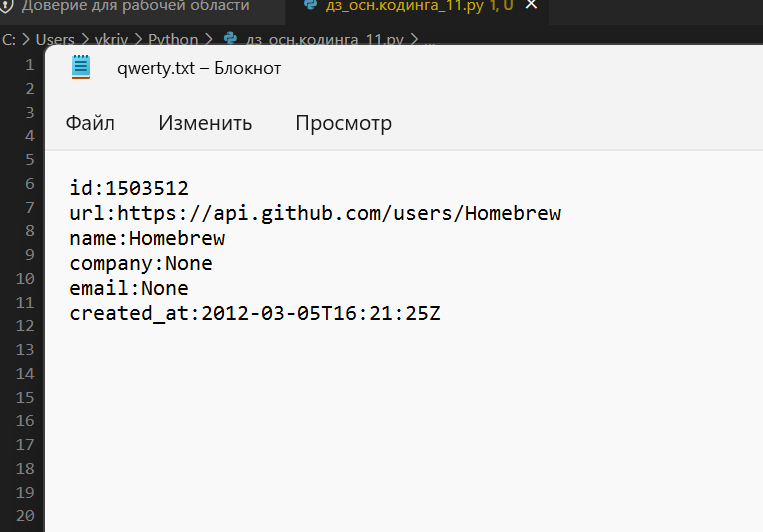 Доверие для рабочей области
дз_осн.кодинга_11.py 1, U
C: > Users > vkriv > Python > дз_осн.кодинга_11.py > ...
qwerty.txt – Блокнот
Файл Изменить Просмотр
1
2
3
4
5
6
7
8
9
10
11
12
13
14
15
16
17
18
19
20
id:1503512
url:https://api.github.com/users/Homebrew
name:Homebrew
company:None
email:None
created_at:2012-03-05T16:21:25Z